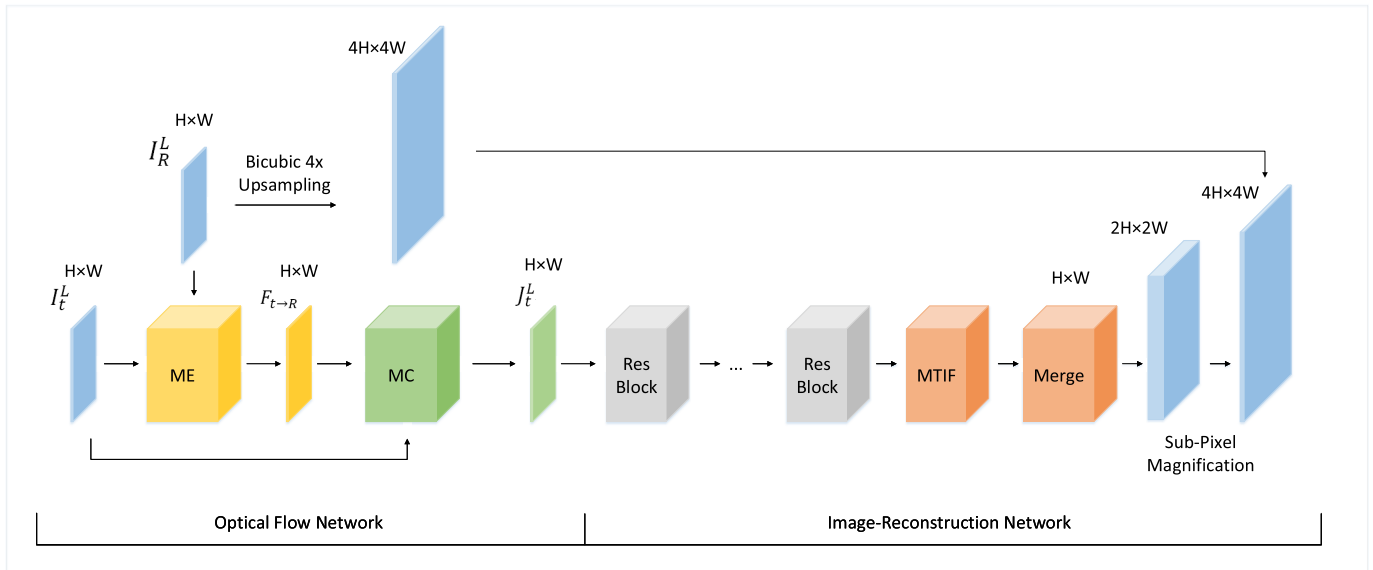 4H×4W
H×W
I_R^L
Bicubic 4x
Upsampling
4H×4W
2H×2W
H×W
I_t^L
H×W
F_{t→R}
H×W
J_t^L
H×W
ME
MC
Res
Block
...
Res
Block
MTIF
Merge
Sub-Pixel
Magnification
Optical Flow Network
Image-Reconstruction Network